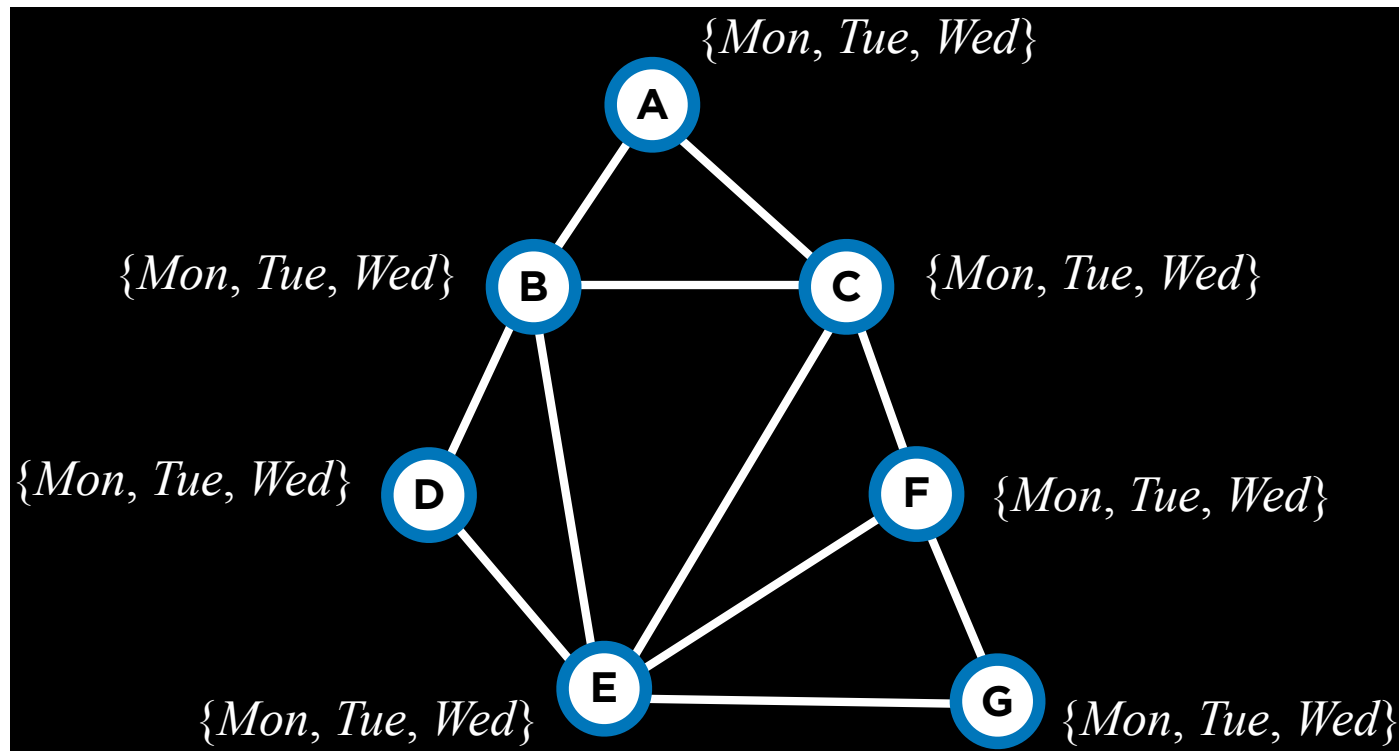 {Mon, Tue, Wed}
A
{Mon, Tue, Wed}
B
C
{Mon, Tue, Wed}
{Mon, Tue, Wed}
D
F
{Mon, Tue, Wed}
E
G
{Mon, Tue, Wed}
{Mon, Tue, Wed}